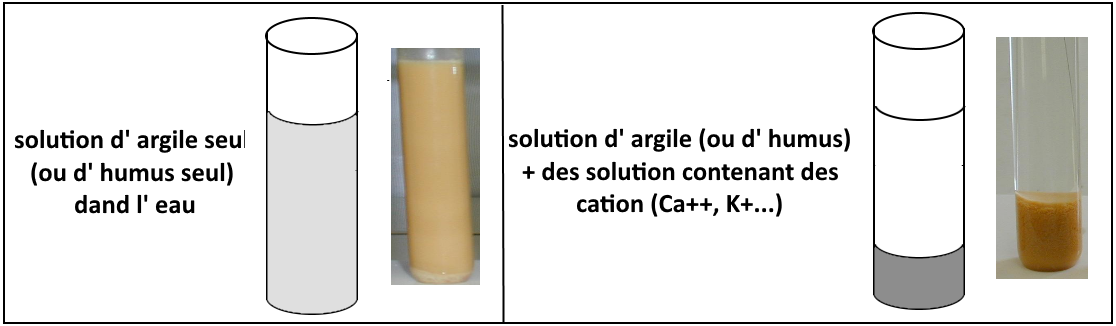 solution d' argile seul
(ou d' humus seul)
dand l' eau
solution d' argile (ou d' humus)
+ des solution contenant des
cation (Ca++, K+...)